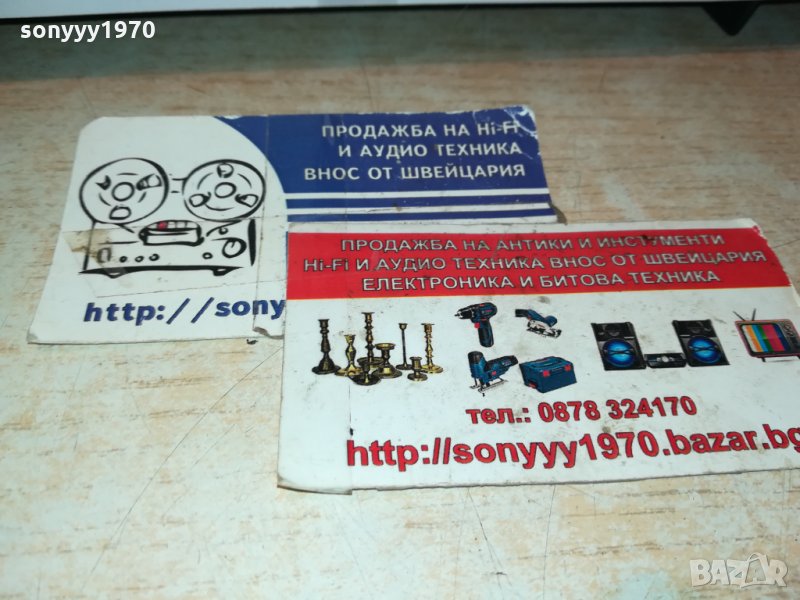 sonyyy1970
ПРОДАЖБА НА Hi-Fi
И АУДИО ТЕХНИКА
ВНОС ОТ ШВЕЙЦАРИЯ
http://sony
ПРОДАЖБА НА АНТИКИ И ИНСТУМЕНТИ
Hi-Fi И АУДИО ТЕХНИКА ВНОС ОТ ШВЕЙЦАРИЯ
ЕЛЕКТРОНИКА И БИТОВА ТЕХНИКА
тел.: 0878 324170
http://sonyyy1970.bazar.bg
BAZAR